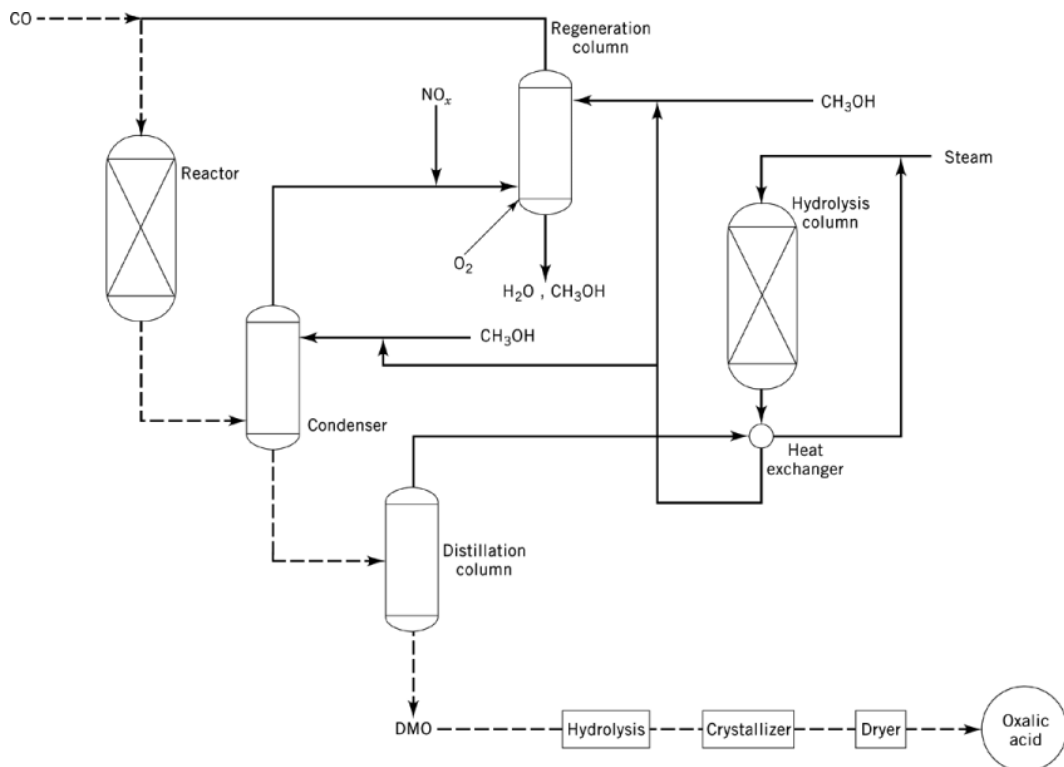 CO
Regeneration
column
NOₓ
CH₃OH
Steam
Reactor
Hydrolysis
column
O₂
H₂O , CH₃OH
CH₃OH
Condenser
Heat
exchanger
Distillation
column
DMO
Hydrolysis
Crystallizer
Dryer
Oxalic
acid